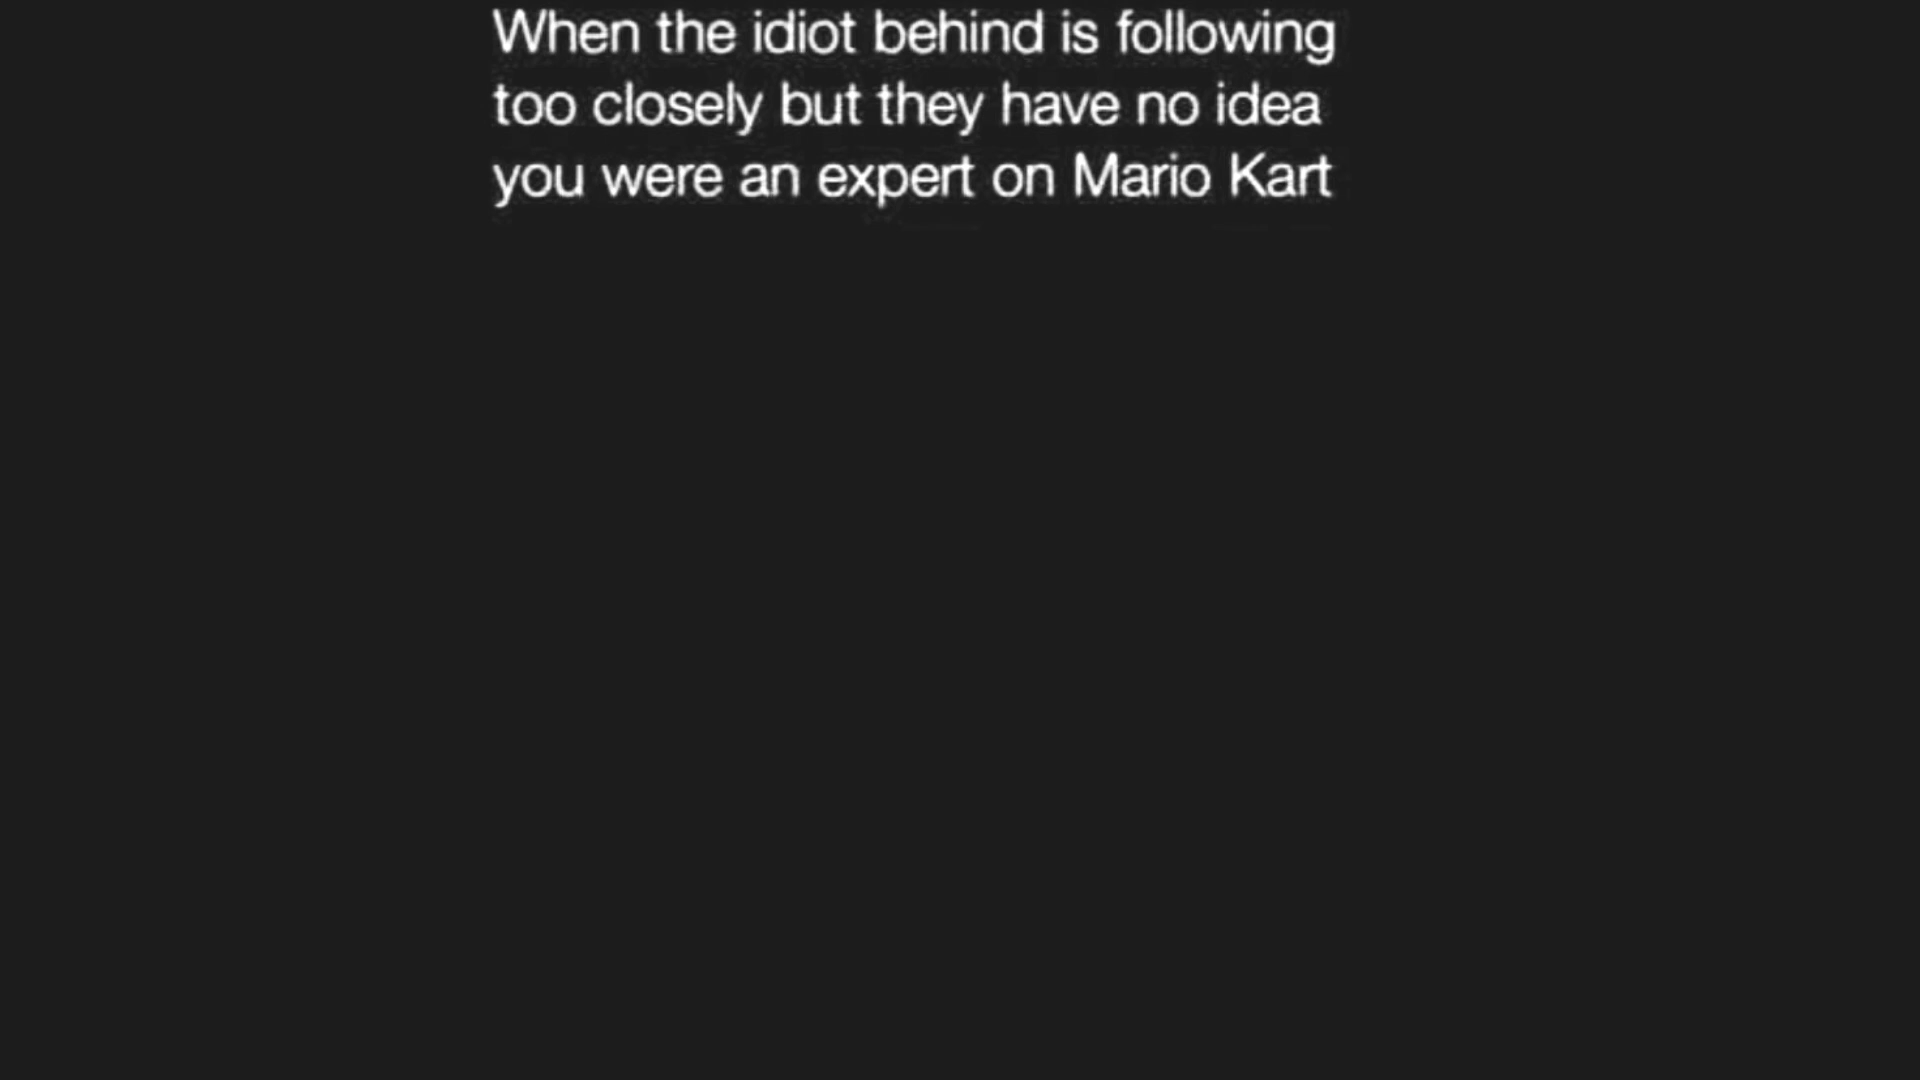 When the idiot behind is following
too closely but they have no idea
you were an expert on Mario Kart